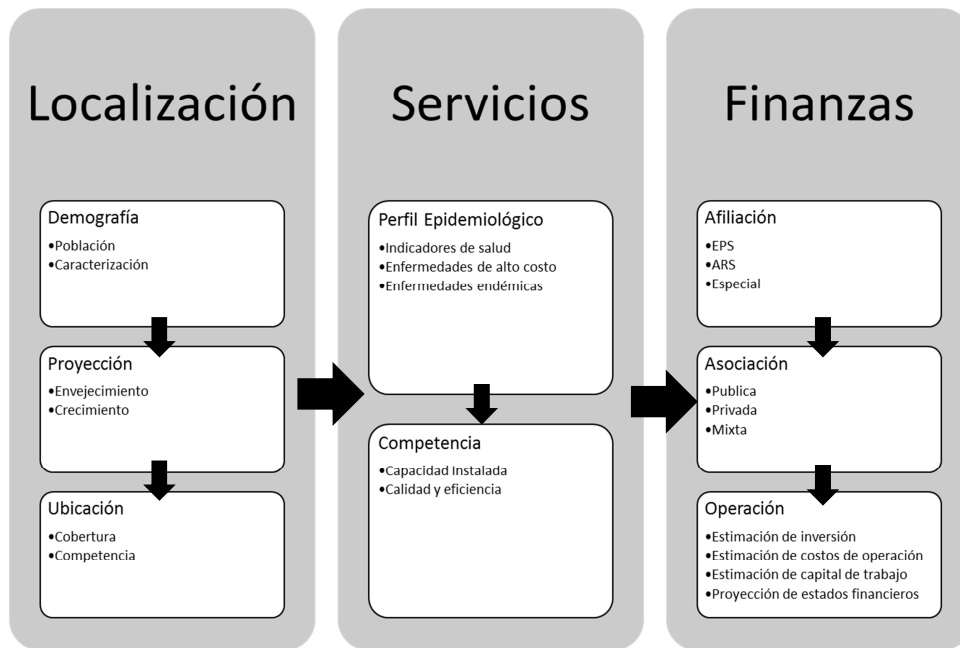 Localización
Demografía
•Población
•Caracterización
Proyección
•Envejecimiento
•Crecimiento
Ubicación
•Cobertura
•Competencia
Servicios
Perfil Epidemiológico
•Indicadores de salud
•Enfermedades de alto costo
•Enfermedades endémicas
Competencia
•Capacidad Instalada
•Calidad y eficiencia
Finanzas
Afiliación
•EPS
•ARS
•Especial
Asociación
•Publica
•Privada
•Mixta
Operación
•Estimación de inversión
•Estimación de costos de operación
•Estimación de capital de trabajo
•Proyección de estados financieros